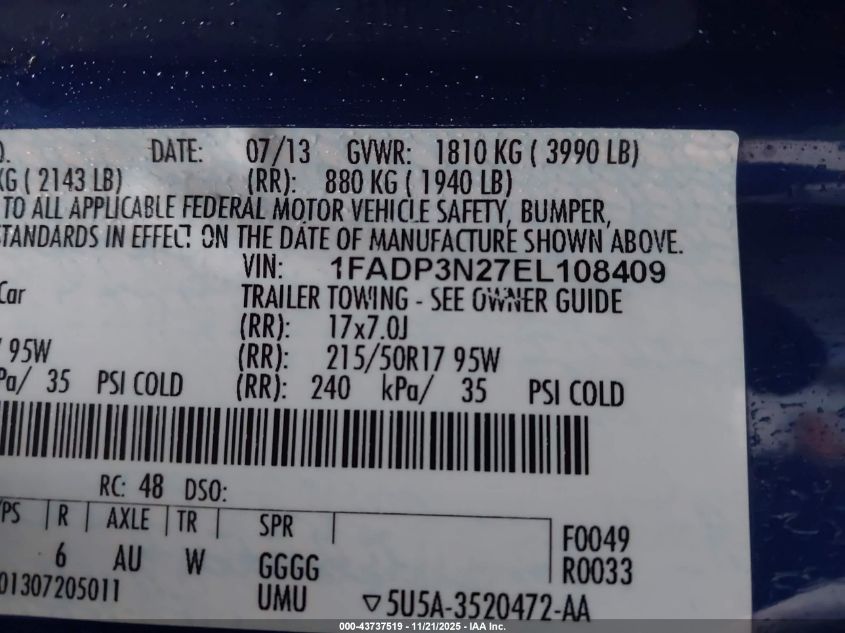 O. DATE: 07/13 GVWR: 1810 KG ( 3990 LB)
KG ( 2143 LB) (RR): 880 KG ( 1940 LB)
TO ALL APPLICABLE FEDERAL MOTOR VEHICLE SAFETY, BUMPER,
STANDARDS IN EFFECT ON THE DATE OF MANUFACTURE SHOWN ABOVE.
VIN: 1FADP3N27EL108409
Car TRAILER TOWING - SEE OWNER GUIDE
(RR): 17x7.0J
95W (RR): 215/50R17 95W
Pa/ 35 PSI COLD (RR): 240 kPa/ 35 PSI COLD
RC: 48 DSO:
/PS R AXLE TR SPR
F0049
6 AU W GGGG R0033
01307205011 UMU ▽5U5A-3520472-AA
000-43737519 - 11/21/2025 - IAA Inc.